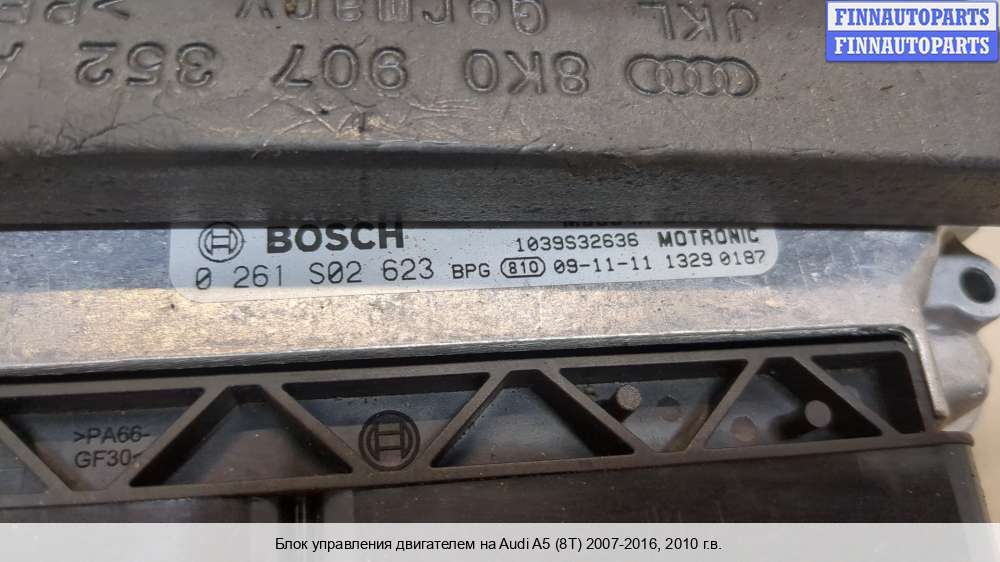 FINNAUTOPARTS
FINNAUTOPARTS
JKL Germany
8K0 907 352
BOSCH
1039S32636 MOTRONIC
0 261 S02 623 BPG 810 09-11-11 1329 0187
>PA66-
GF30<
Блок управления двигателем на Audi A5 (8T) 2007-2016, 2010 г.в.